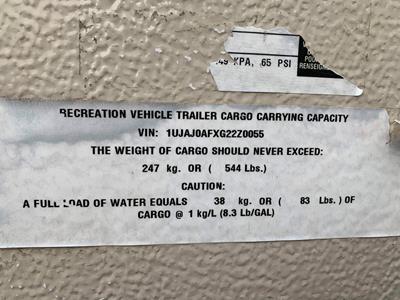 KPA, 65 PSI
RECREATION VEHICLE TRAILER CARGO CARRYING CAPACITY
VIN: 1UJAJ0AFXG22Z0055
THE WEIGHT OF CARGO SHOULD NEVER EXCEED:
247 kg. OR ( 544 Lbs.)
CAUTION:
A FULL LOAD OF WATER EQUALS 38 kg. OR ( 83 Lbs.) OF
CARGO @ 1 kg/L (8.3 Lb/GAL)